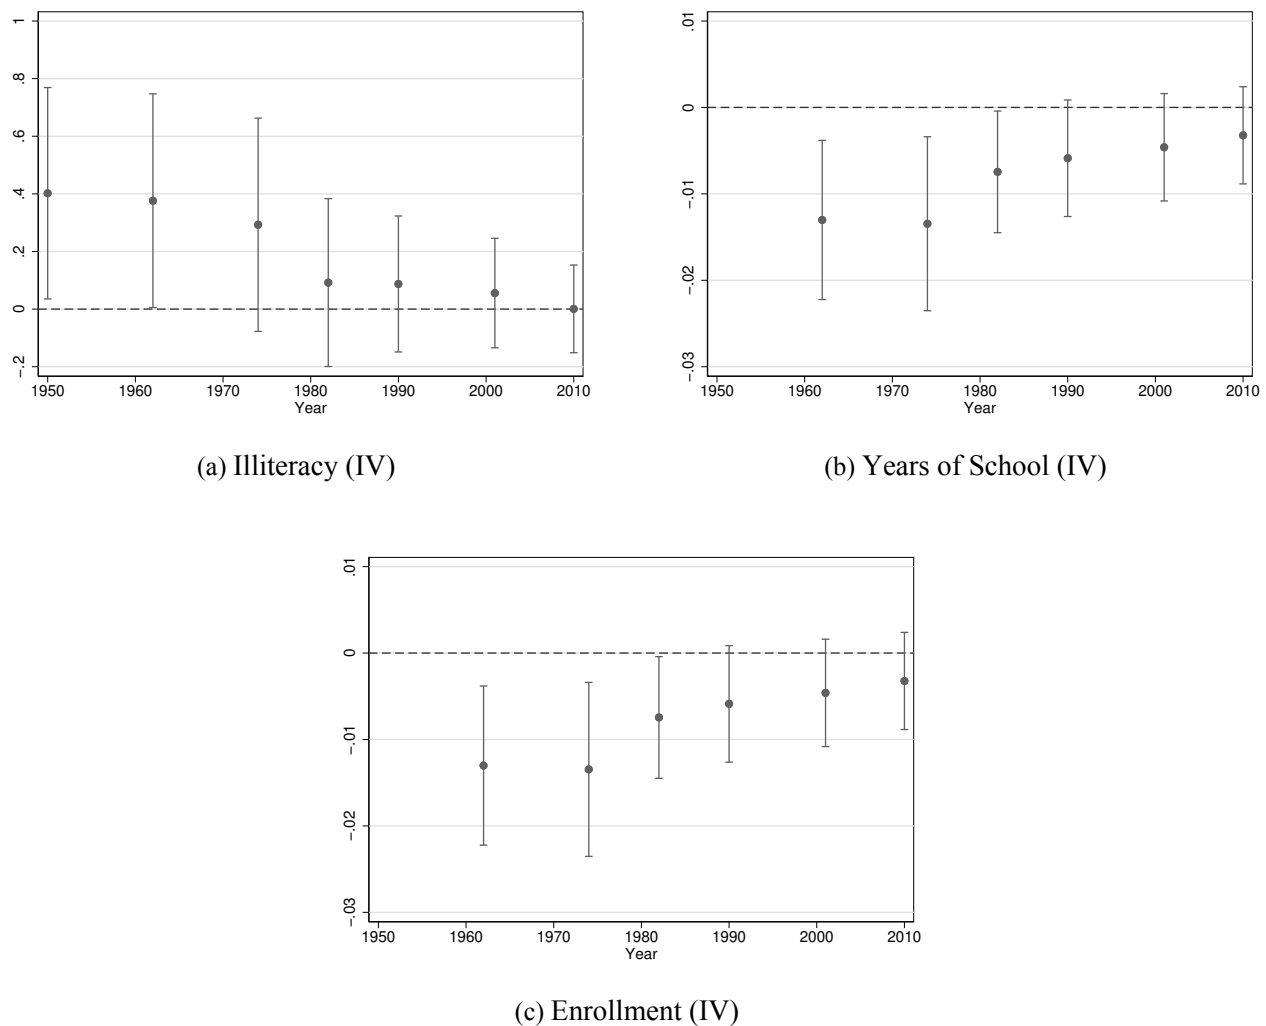 1
.8
.6
.4
.2
0
-.2
1950 1960 1970 1980 1990 2000 2010
Year
(a) Illiteracy (IV)
.01
0
-.01
-.02
-.03
1950 1960 1970 1980 1990 2000 2010
Year
(b) Years of School (IV)
.01
0
-.01
-.02
-.03
1950 1960 1970 1980 1990 2000 2010
Year
(c) Enrollment (IV)